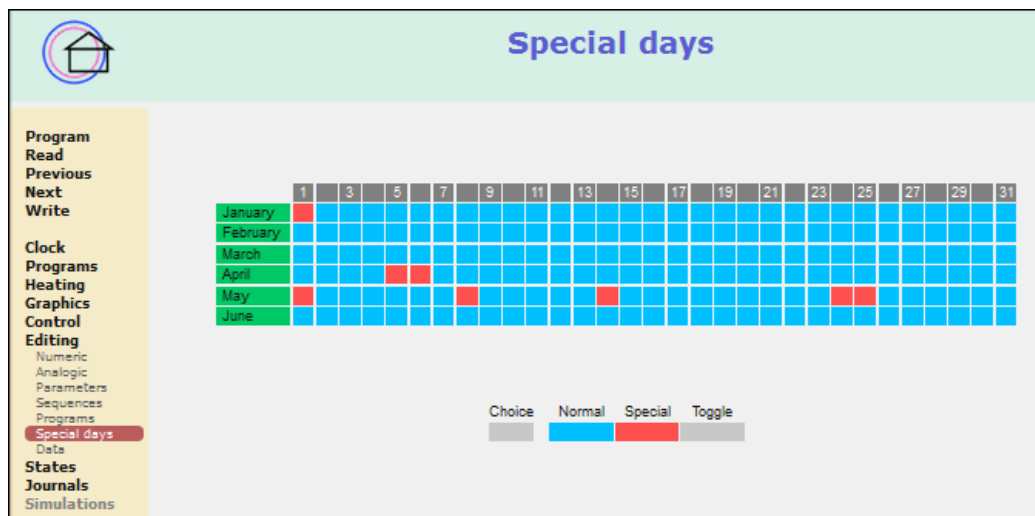 Special days
Program
Read
Previous
Next
Write
Clock
Programs
Heating
Graphics
Control
Editing
Numeric
Analogic
Parameters
Sequences
Programs
Special days
Data
States
Journals
Simulations
1 3 5 7 9 11 13 15 17 19 21 23 25 27 29 31
January
February
March
April
May
June
Choice Normal Special Toggle